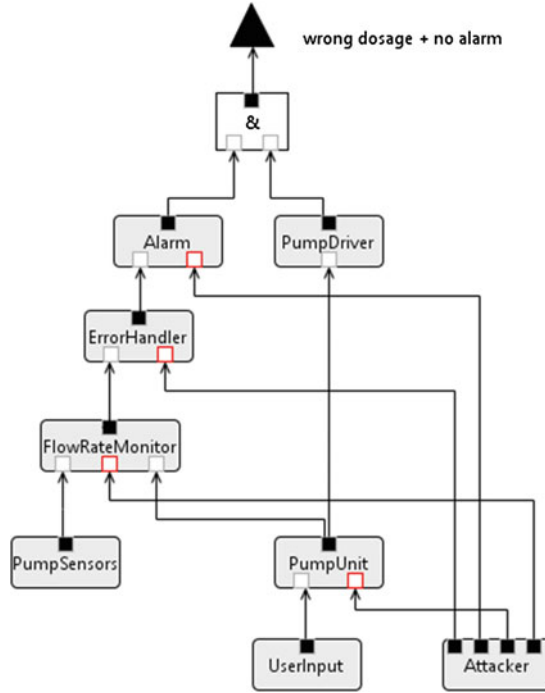 wrong dosage + no alarm
&
Alarm
PumpDriver
ErrorHandler
FlowRateMonitor
PumpSensors
PumpUnit
UserInput
Attacker